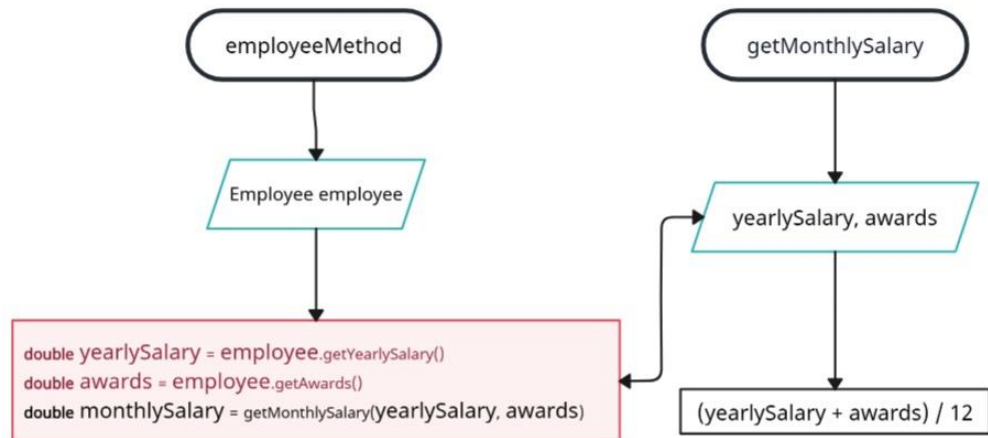 employeeMethod
Employee employee
double yearlySalary = employee.getYearlySalary()
double awards = employee.getAwards()
double monthlySalary = getMonthlySalary(yearlySalary, awards)
getMonthlySalary
yearlySalary, awards
(yearlySalary + awards) / 12